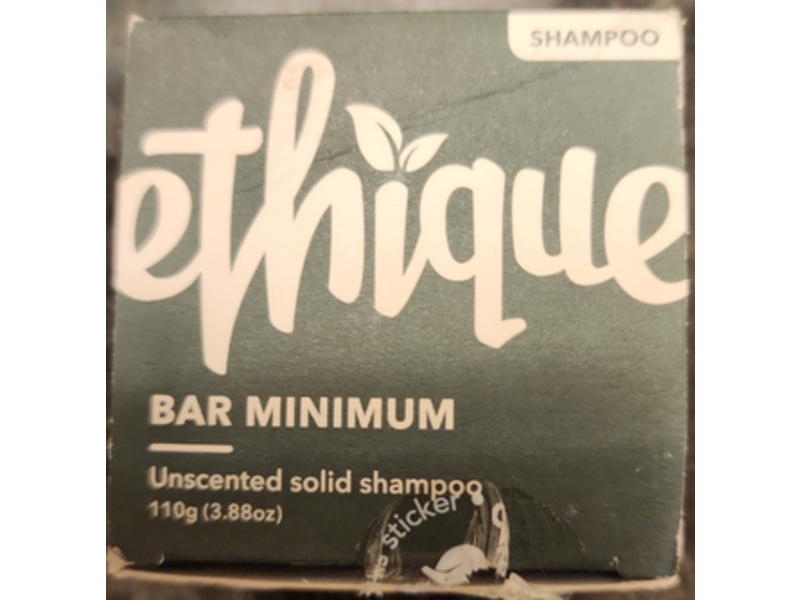 SHAMPOO
ethique
BAR MINIMUM
Unscented solid shampoo
110g (3.88oz)
sticker